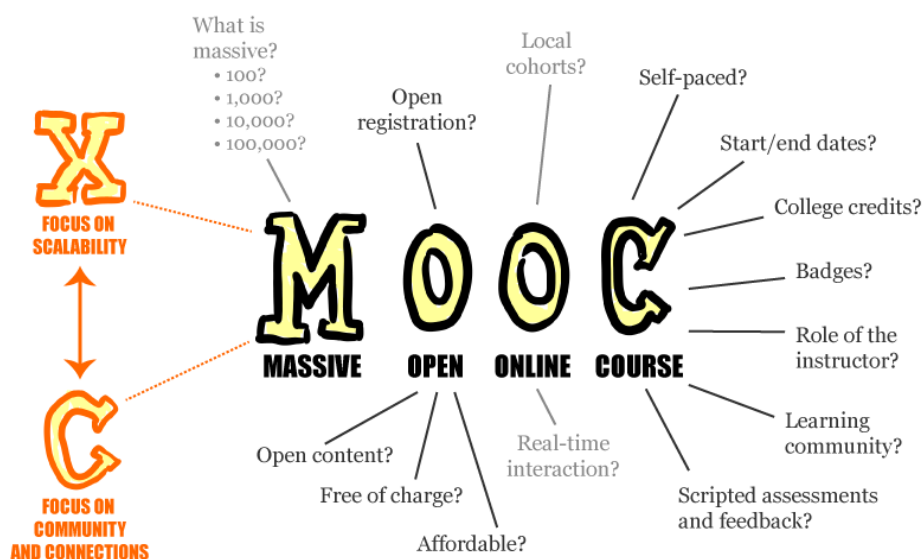 What is
massive?
• 100?
• 1,000?
• 10,000?
• 100,000?
Open
registration?
Local
cohorts?
Self-paced?
Start/end dates?
College credits?
Badges?
Role of the
instructor?
Learning
community?
Scripted assessments
and feedback?
X
FOCUS ON
SCALABILITY
C
FOCUS ON
COMMUNITY
AND CONNECTIONS
MOOC
MASSIVE OPEN ONLINE COURSE
Open content?
Free of charge?
Affordable?
Real-time
interaction?